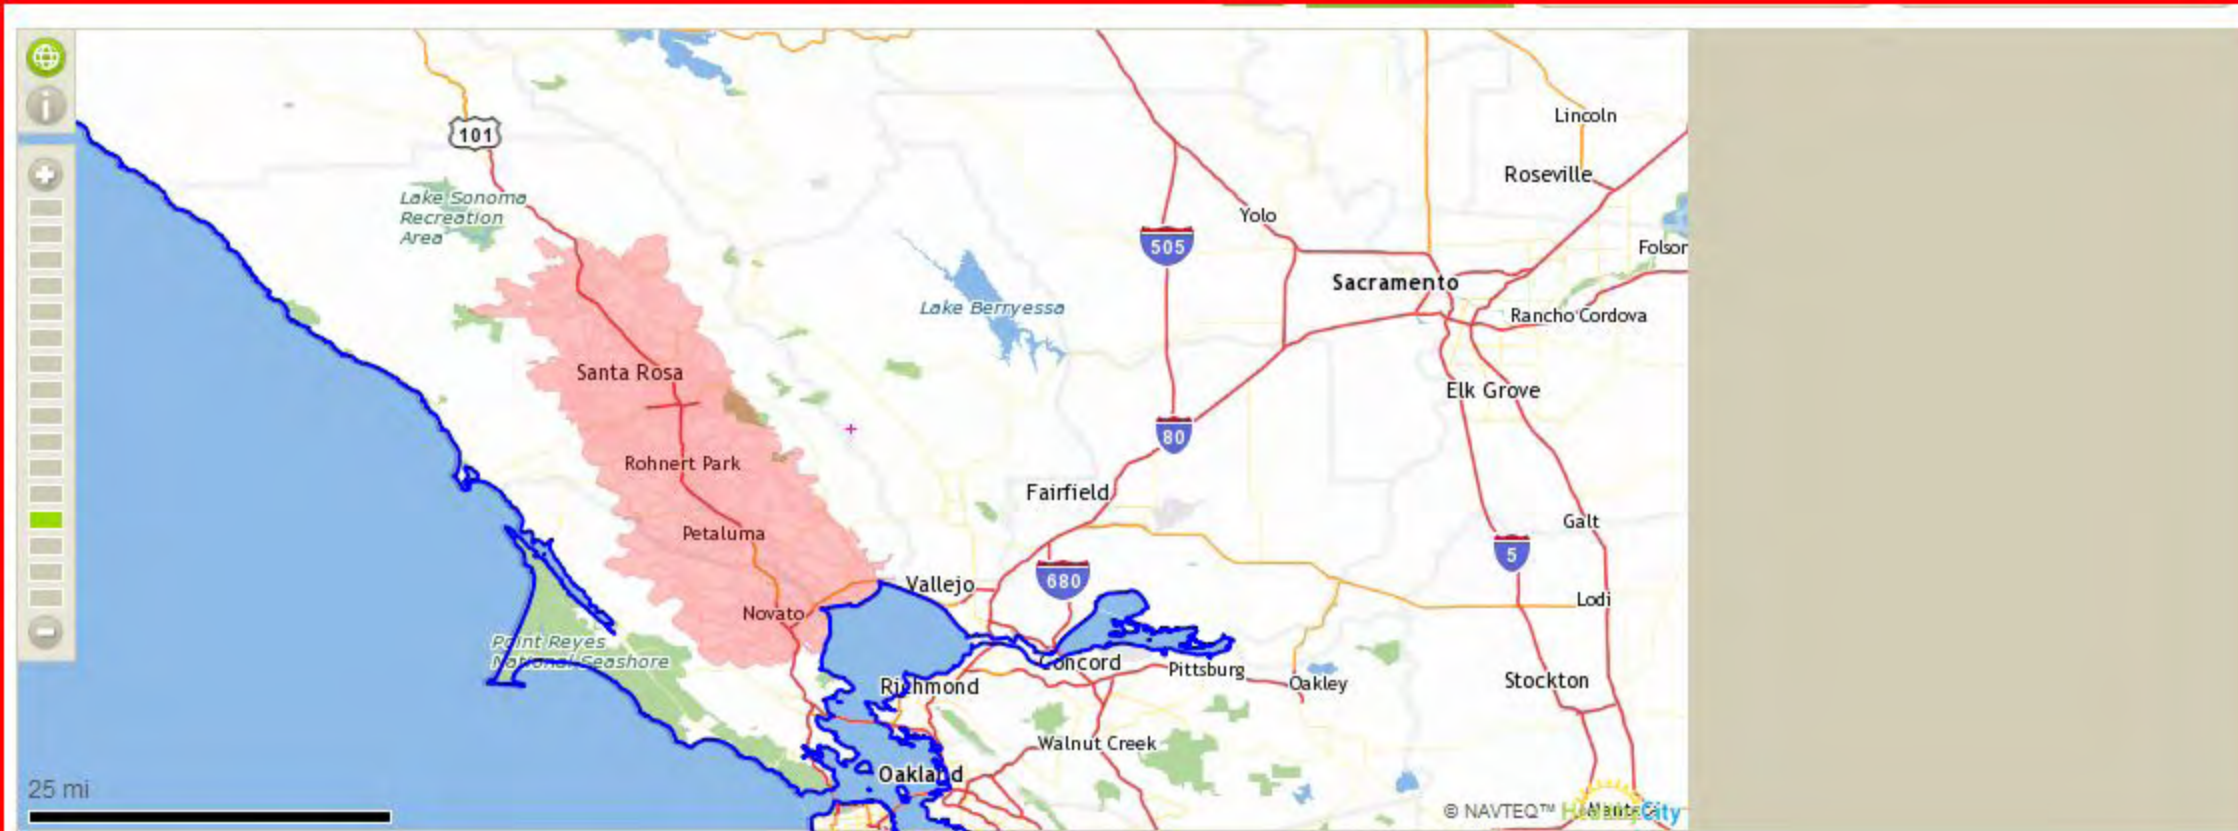 101
Lincoln
Roseville
Lake Sonoma
Recreation
Area
Yolo
505
Folsor
Sacramento
Lake Berryessa
Rancho Cordova
Santa Rosa
Elk Grove
80
Rohnert Park
Fairfield
Galt
Petaluma
5
680
Vallejo
Lodi
Novato
Point Reyes
National Seashore
Concord
Pittsburg
Richmond
Oakley
Stockton
Walnut Creek
Oakland
25 mi
© NAVTEQ™
City